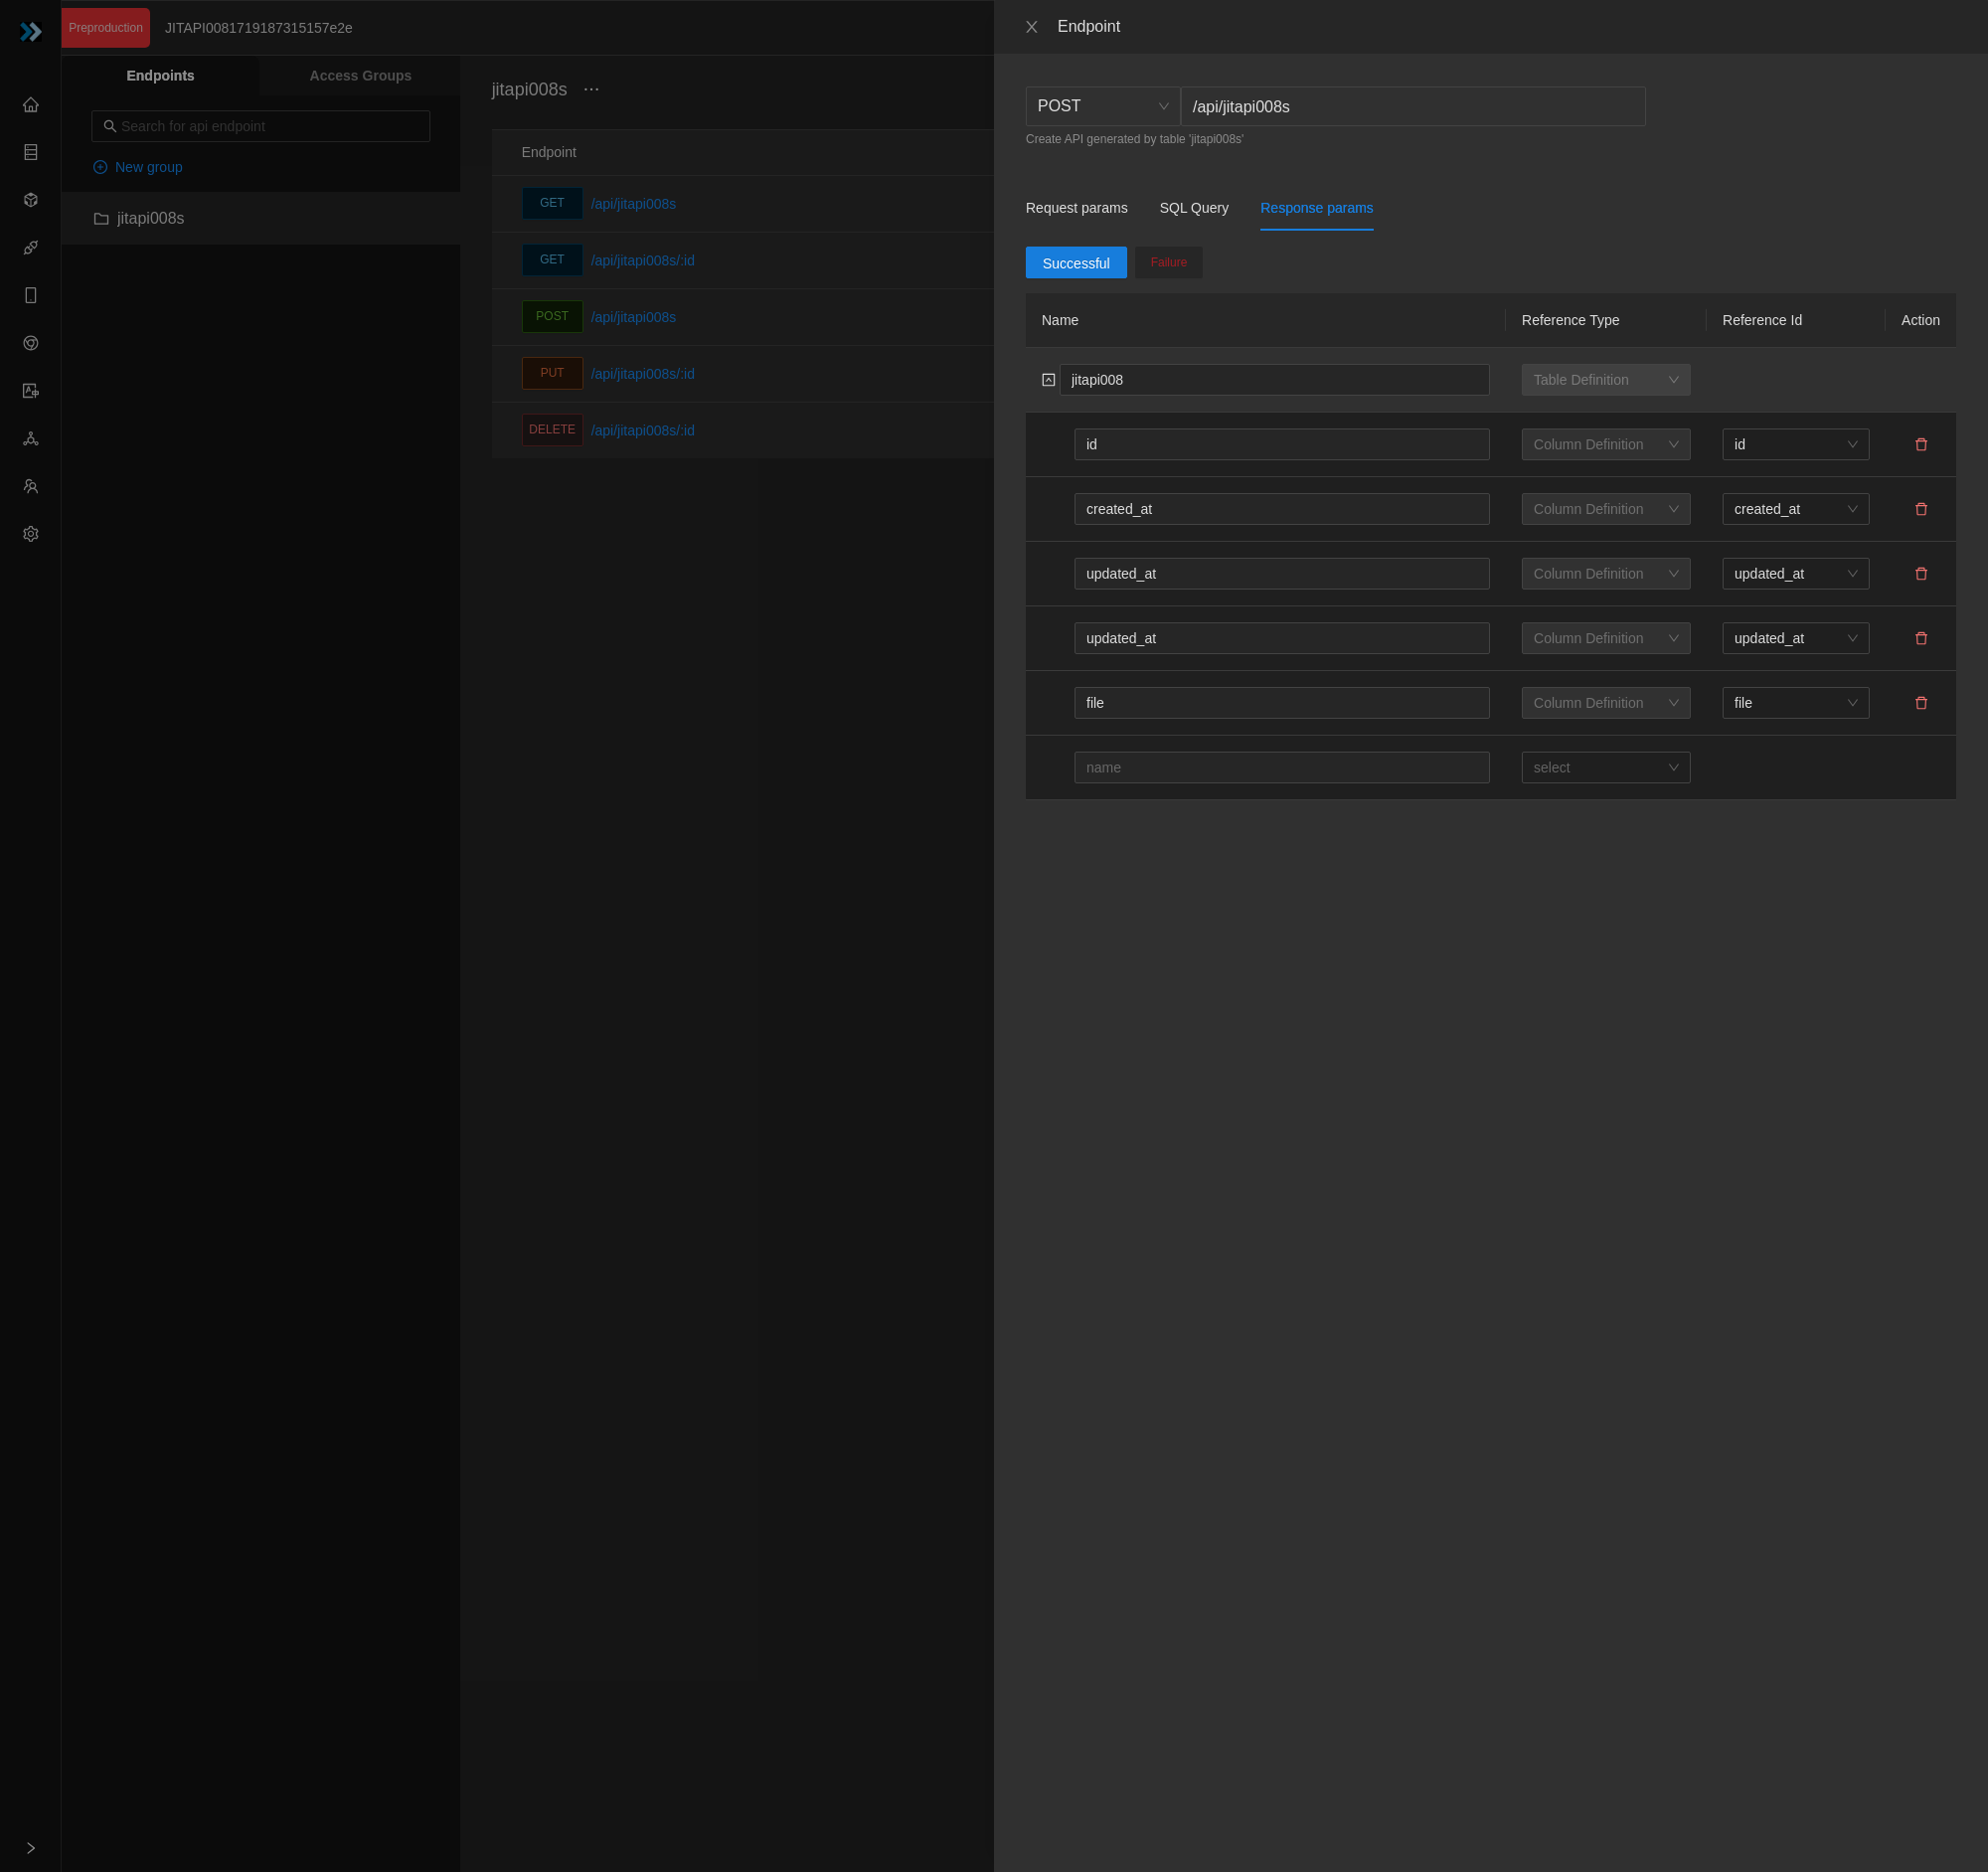 Preproduction
JITAPI0081719187315157e2e
Endpoints
Access Groups
Search for api endpoint
New group
jitapi008s
jitapi008s
Endpoint
GET /api/jitapi008s
GET /api/jitapi008s/:id
POST /api/jitapi008s
PUT /api/jitapi008s/:id
DELETE /api/jitapi008s/:id
Endpoint
POST /api/jitapi008s
Create API generated by table 'jitapi008s'
Request params SQL Query Response params
Successful Failure
Name Reference Type Reference Id Action
jitapi008 Table Definition
id Column Definition id
created_at Column Definition created_at
updated_at Column Definition updated_at
updated_at Column Definition updated_at
file Column Definition file
name select